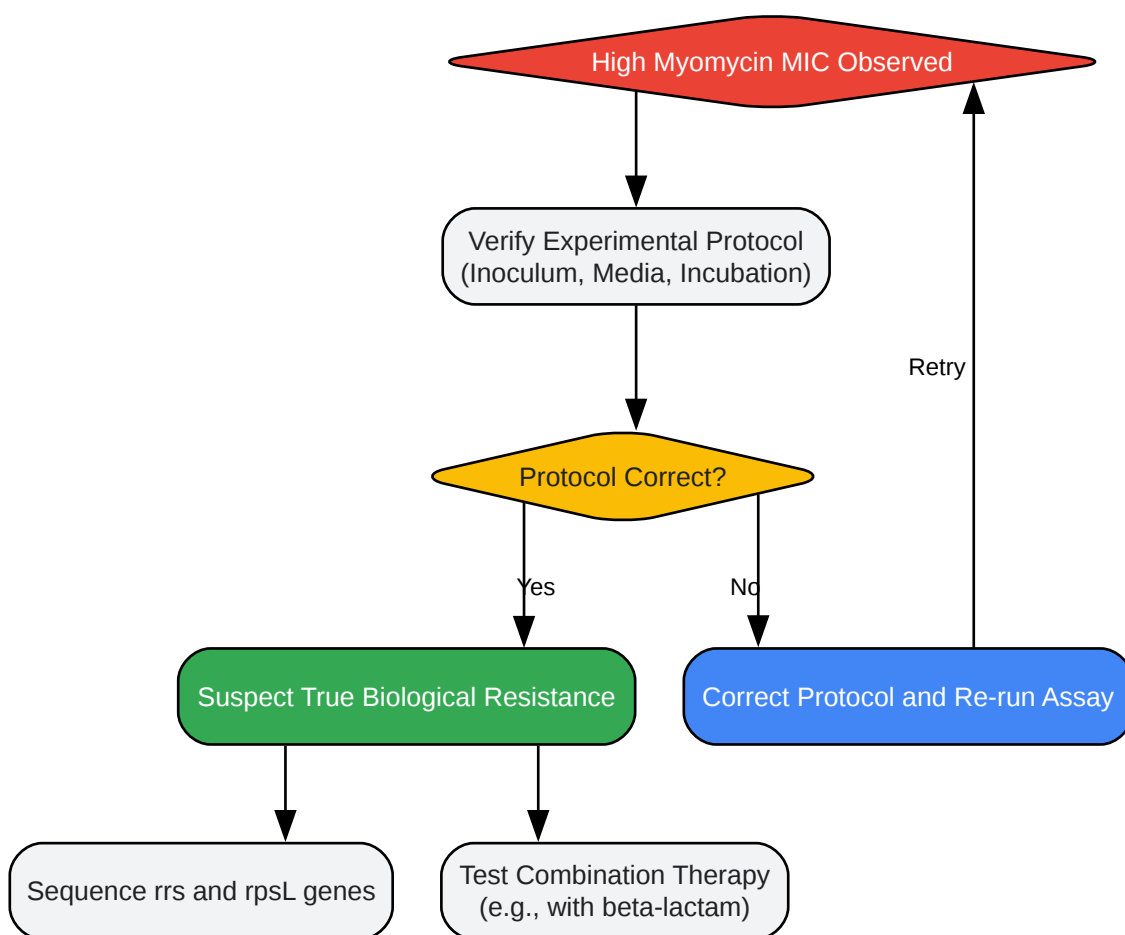 High Myomycin MIC Observed
Verify Experimental Protocol
(Inoculum, Media, Incubation)
Retry
Protocol Correct?
Yes
No
Suspect True Biological Resistance
Correct Protocol and Re-run Assay
Sequence rrs and rpsL genes
Test Combination Therapy
(e.g., with beta-lactam)